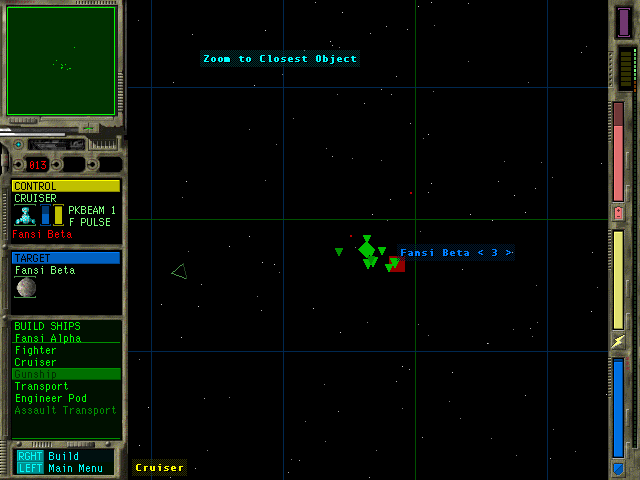 Zoom to Closest Object
013
CONTROL
CRUISER
PKBEAM 1
F PULSE
Fansi Beta
TARGET
Fansi Beta
Fansi Beta < 3 >
BUILD SHIPS
Fansi Alpha
Fighter
Cruiser
Gunship
Transport
Engineer Pod
Assault Transport
RGHT Build
LEFT Main Menu
Cruiser